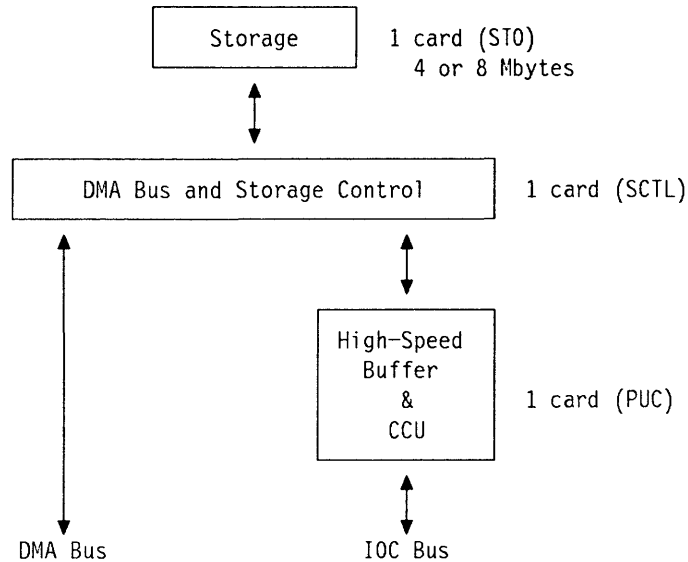 Storage
1 card (STO)
4 or 8 Mbytes
DMA Bus and Storage Control
1 card (SCTL)
High-Speed
Buffer
&
CCU
1 card (PUC)
DMA Bus
IOC Bus